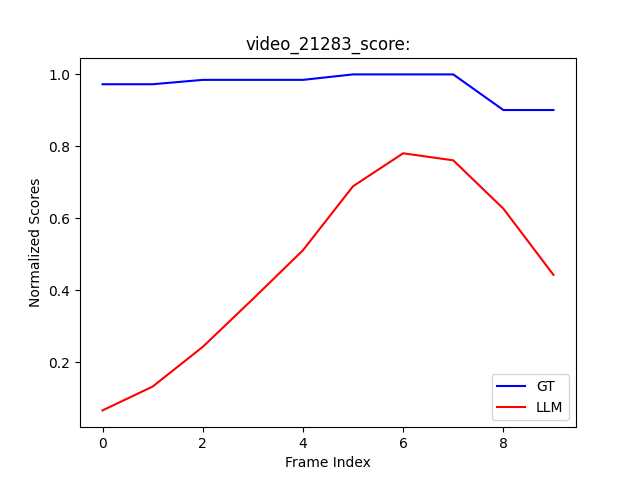 video_21283_score:
Normalized Scores
1.0
0.8
0.6
0.4
0.2
GT
LLM
0 2 4 6 8
Frame Index